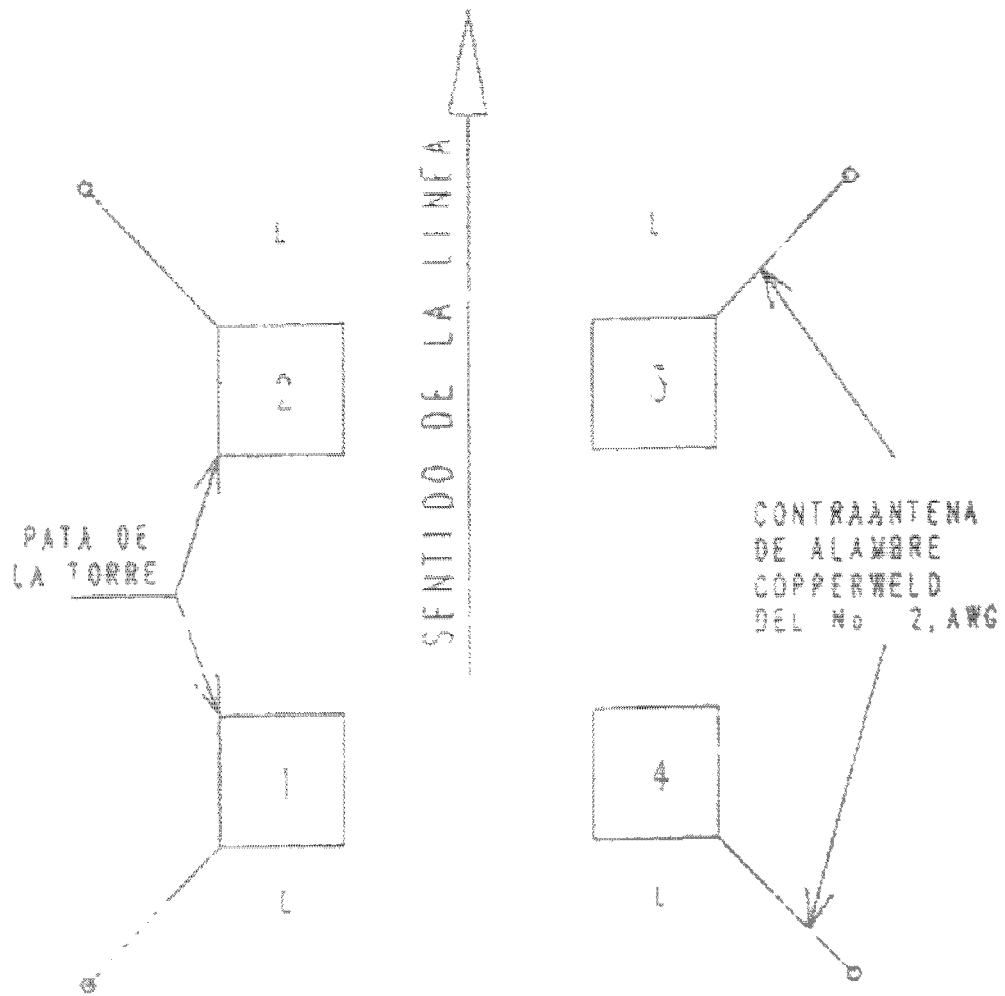 SENTIDO DE LA LINEA
L
L
2
3
PATA DE
LA TORRE
CONTRAANTENA
DE ALAMBRE
COPPERWELD
DEL No 2, AWG
1
4
L
L